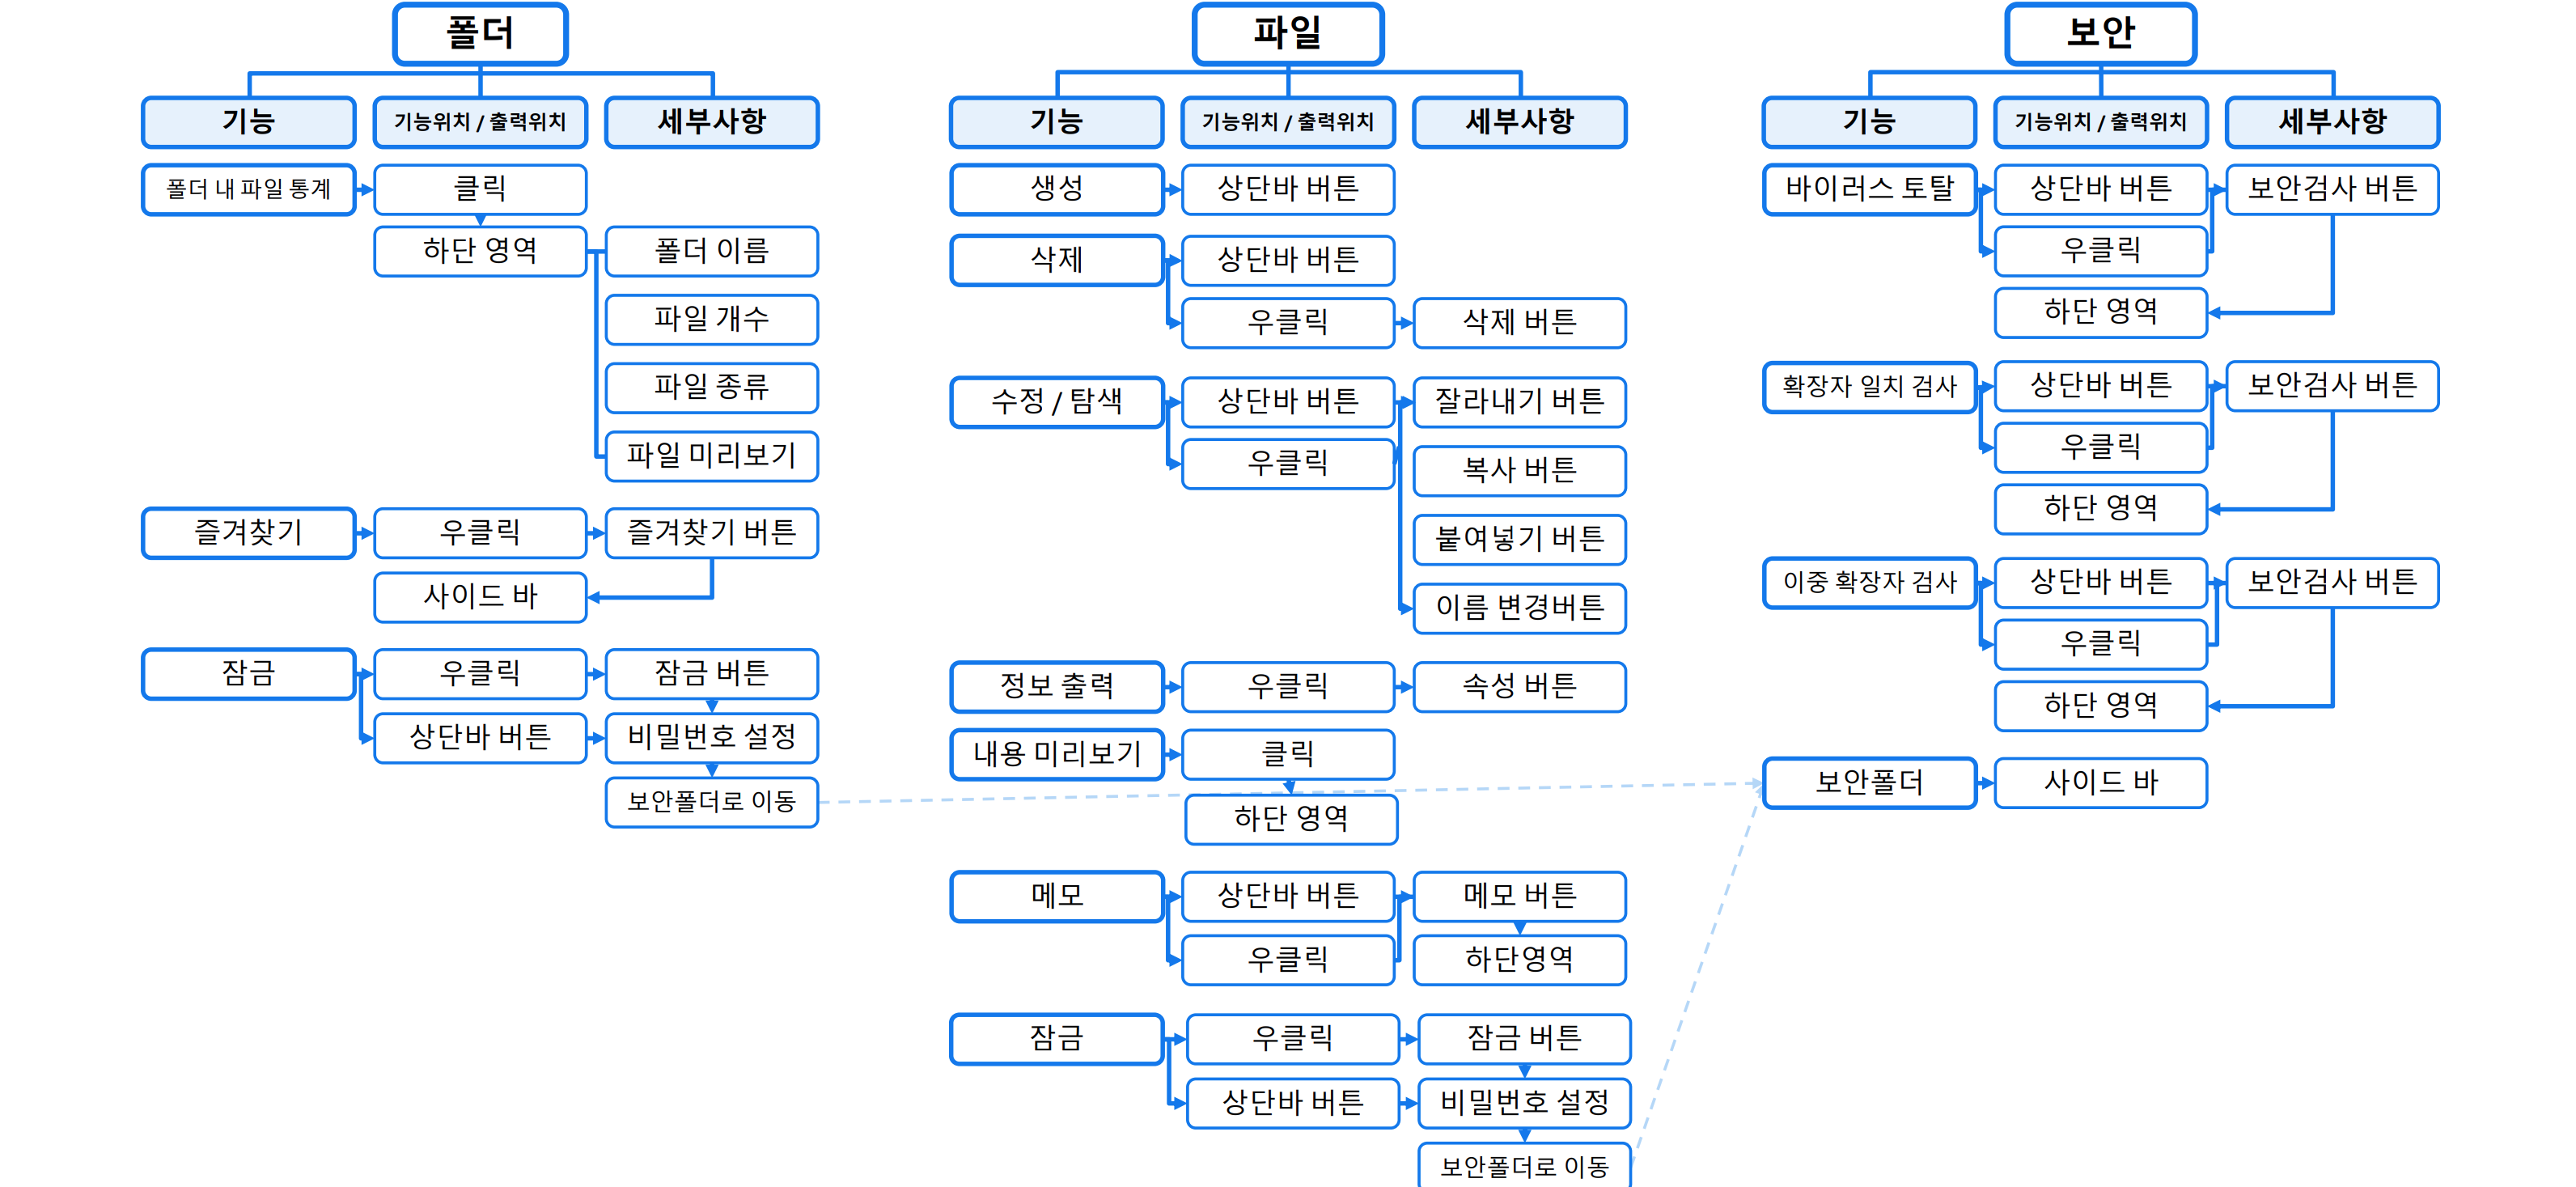 폴더
기능
기능위치 / 출력위치
세부사항
폴더 내 파일 통계
클릭
하단 영역
폴더 이름
파일 개수
파일 종류
파일 미리보기
즐겨찾기
우클릭
즐겨찾기 버튼
사이드 바
잠금
우클릭
잠금 버튼
상단바 버튼
비밀번호 설정
보안폴더로 이동
파일
기능
기능위치 / 출력위치
세부사항
생성
상단바 버튼
삭제
상단바 버튼
우클릭
삭제 버튼
수정 / 탐색
상단바 버튼
잘라내기 버튼
우클릭
복사 버튼
붙여넣기 버튼
이름 변경버튼
정보 출력
우클릭
속성 버튼
내용 미리보기
클릭
하단 영역
메모
상단바 버튼
메모 버튼
우클릭
하단영역
잠금
우클릭
잠금 버튼
상단바 버튼
비밀번호 설정
보안폴더로 이동
보안
기능
기능위치 / 출력위치
세부사항
바이러스 토탈
상단바 버튼
보안검사 버튼
우클릭
하단 영역
확장자 일치 검사
상단바 버튼
보안검사 버튼
우클릭
하단 영역
이중 확장자 검사
상단바 버튼
보안검사 버튼
우클릭
하단 영역
보안폴더
사이드 바